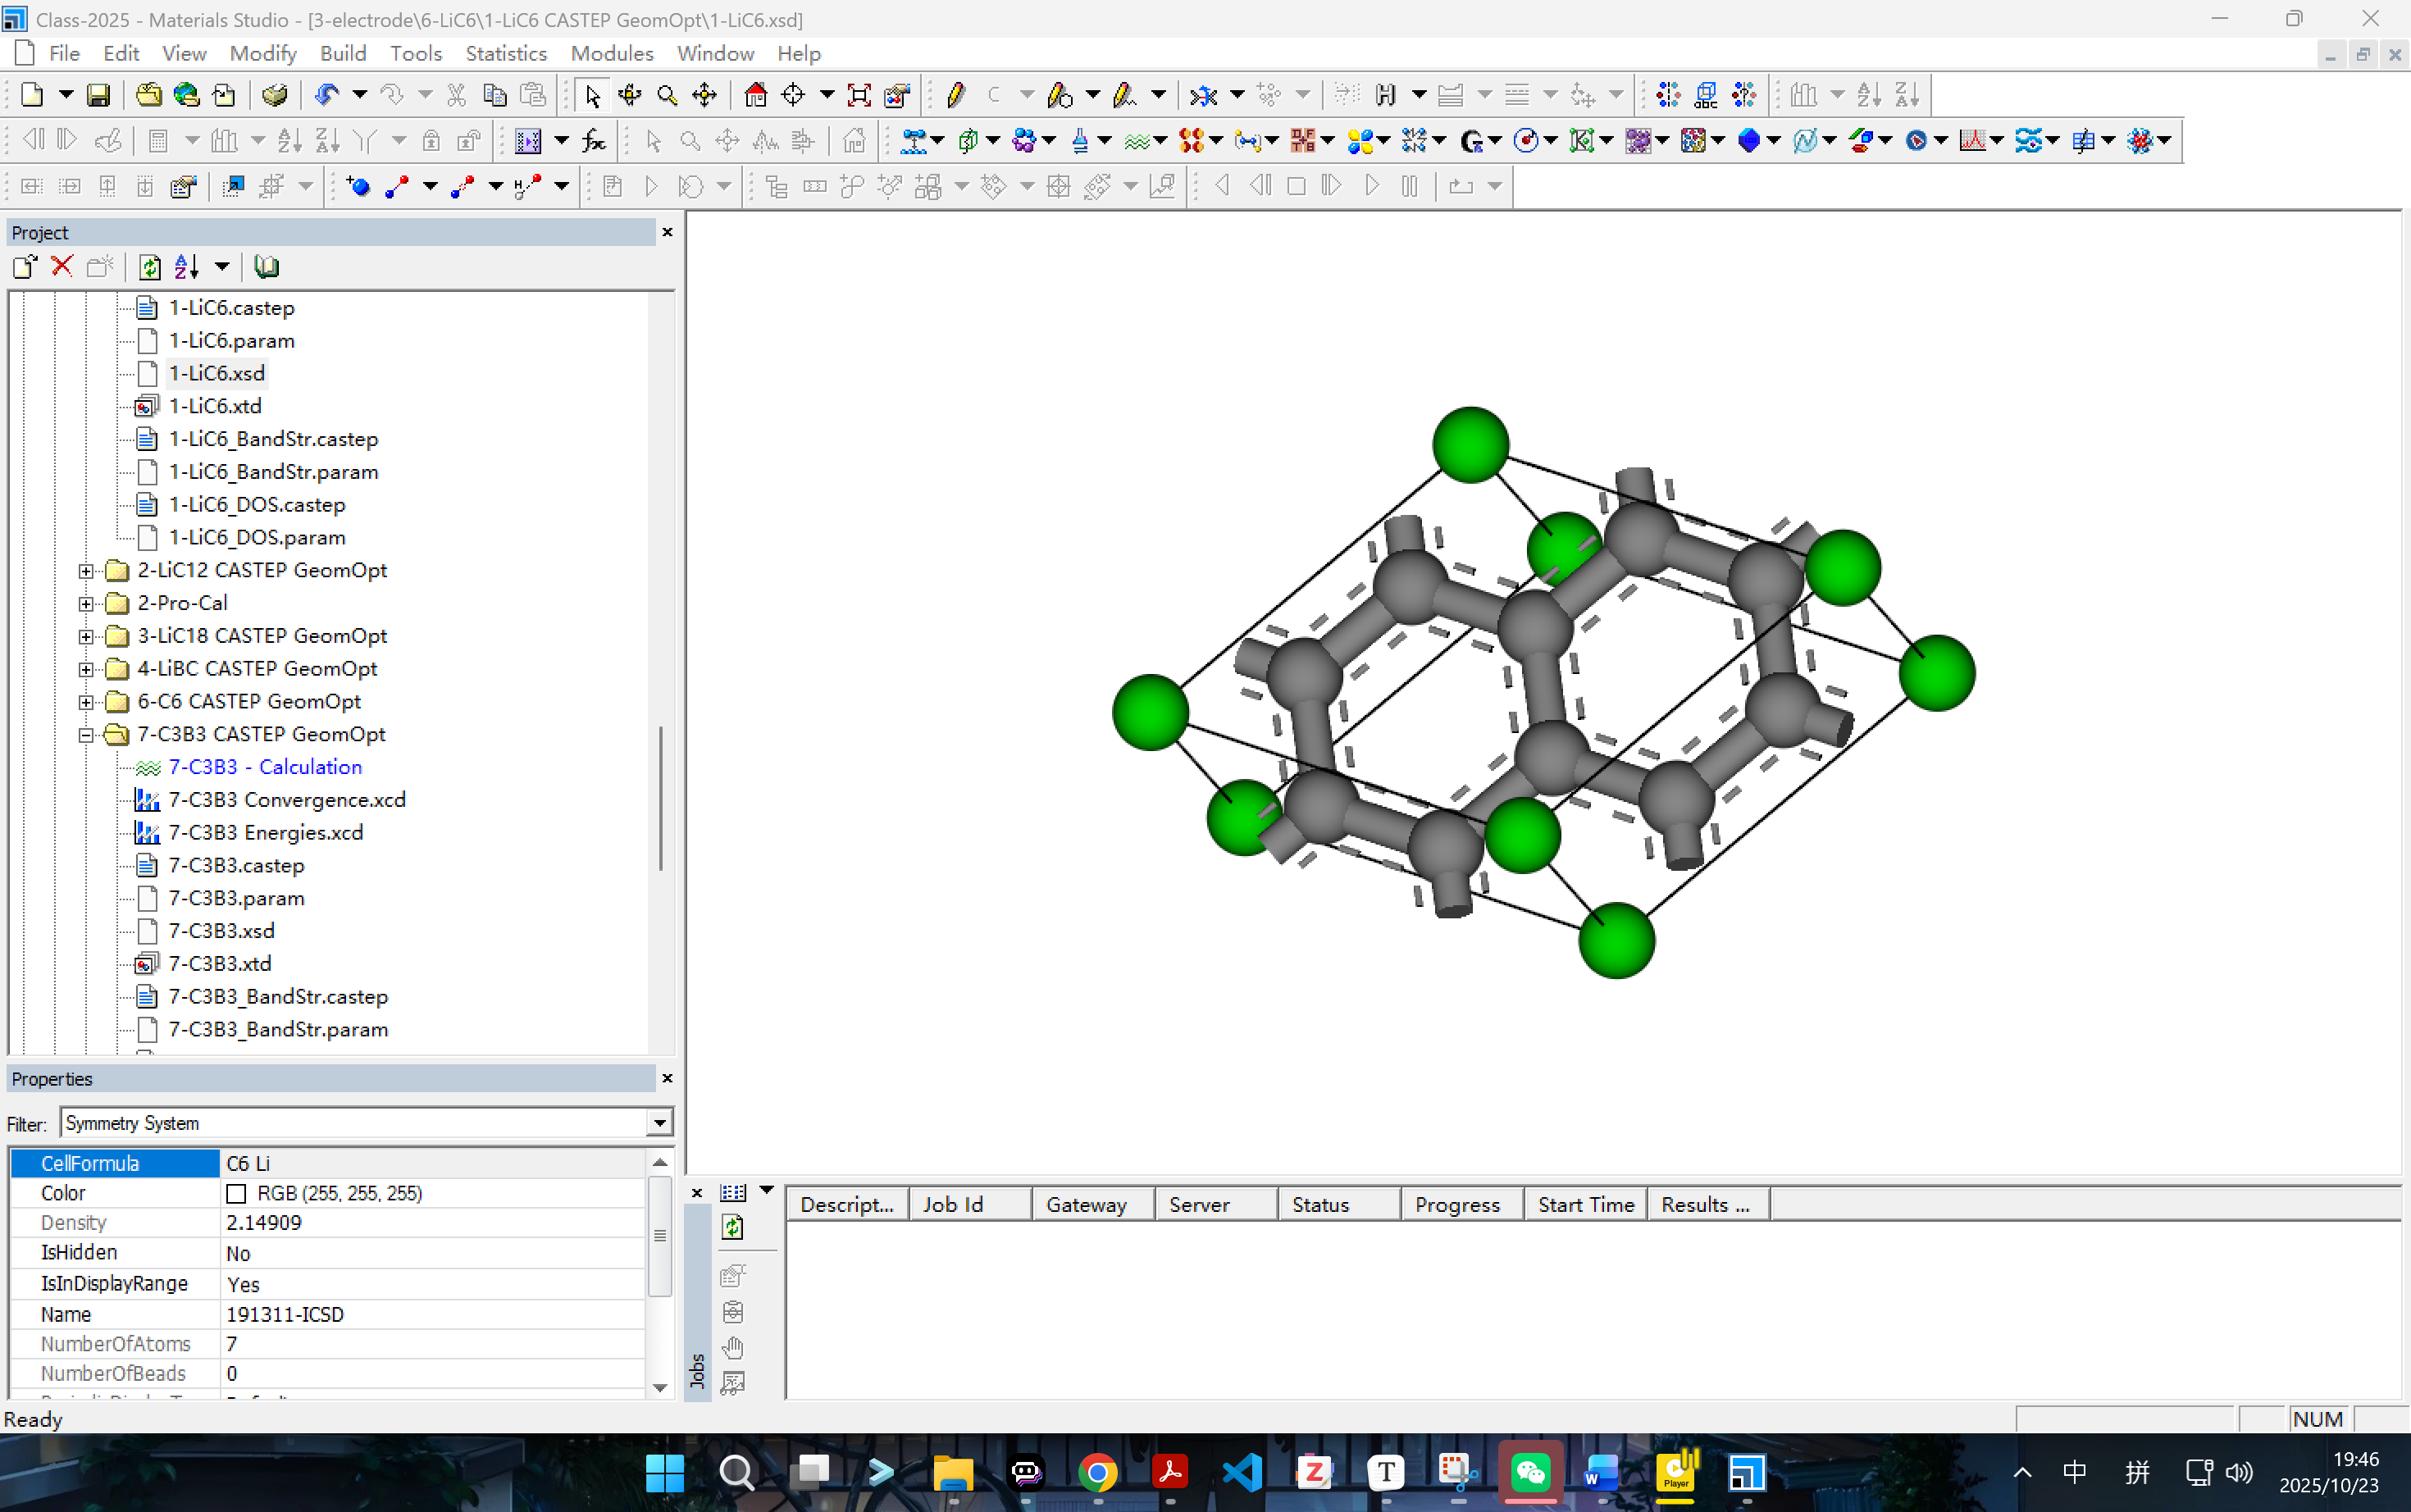 Class-2025 - Materials Studio - [3-electrode\6-LiC6\1-LiC6 CASTEP GeomOpt\1-LiC6.xsd]
File Edit View Modify Build Tools Statistics Modules Window Help
Project
1-LiC6.castep
1-LiC6.param
1-LiC6.xsd
1-LiC6.xtd
1-LiC6_BandStr.castep
1-LiC6_BandStr.param
1-LiC6_DOS.castep
1-LiC6_DOS.param
2-LiC12 CASTEP GeomOpt
2-Pro-Cal
3-LiC18 CASTEP GeomOpt
4-LiBC CASTEP GeomOpt
6-C6 CASTEP GeomOpt
7-C3B3 CASTEP GeomOpt
7-C3B3 - Calculation
7-C3B3 Convergence.xcd
7-C3B3 Energies.xcd
7-C3B3.castep
7-C3B3.param
7-C3B3.xsd
7-C3B3.xtd
7-C3B3_BandStr.castep
7-C3B3_BandStr.param
Properties
Filter: Symmetry System
CellFormula C6 Li
Color RGB (255, 255, 255)
Density 2.14909
IsHidden No
IsInDisplayRange Yes
Name 191311-ICSD
NumberOfAtoms 7
NumberOfBeads 0
Jobs
Descript... Job Id Gateway Server Status Progress Start Time Results ...
Ready
NUM
中 拼
19:46
2025/10/23